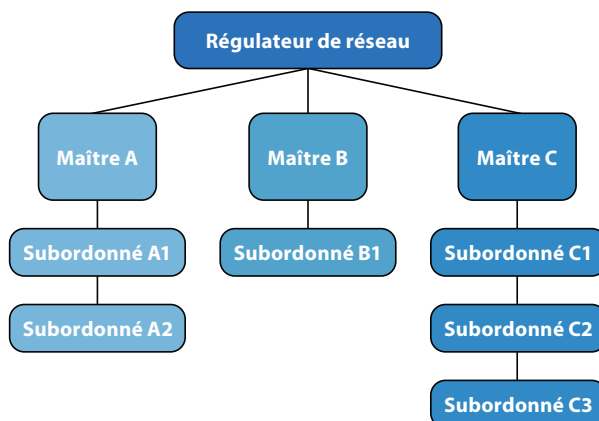 Régulateur de réseau
Maître A
Maître B
Maître C
Subordonné A1
Subordonné B1
Subordonné C1
Subordonné A2
Subordonné C2
Subordonné C3